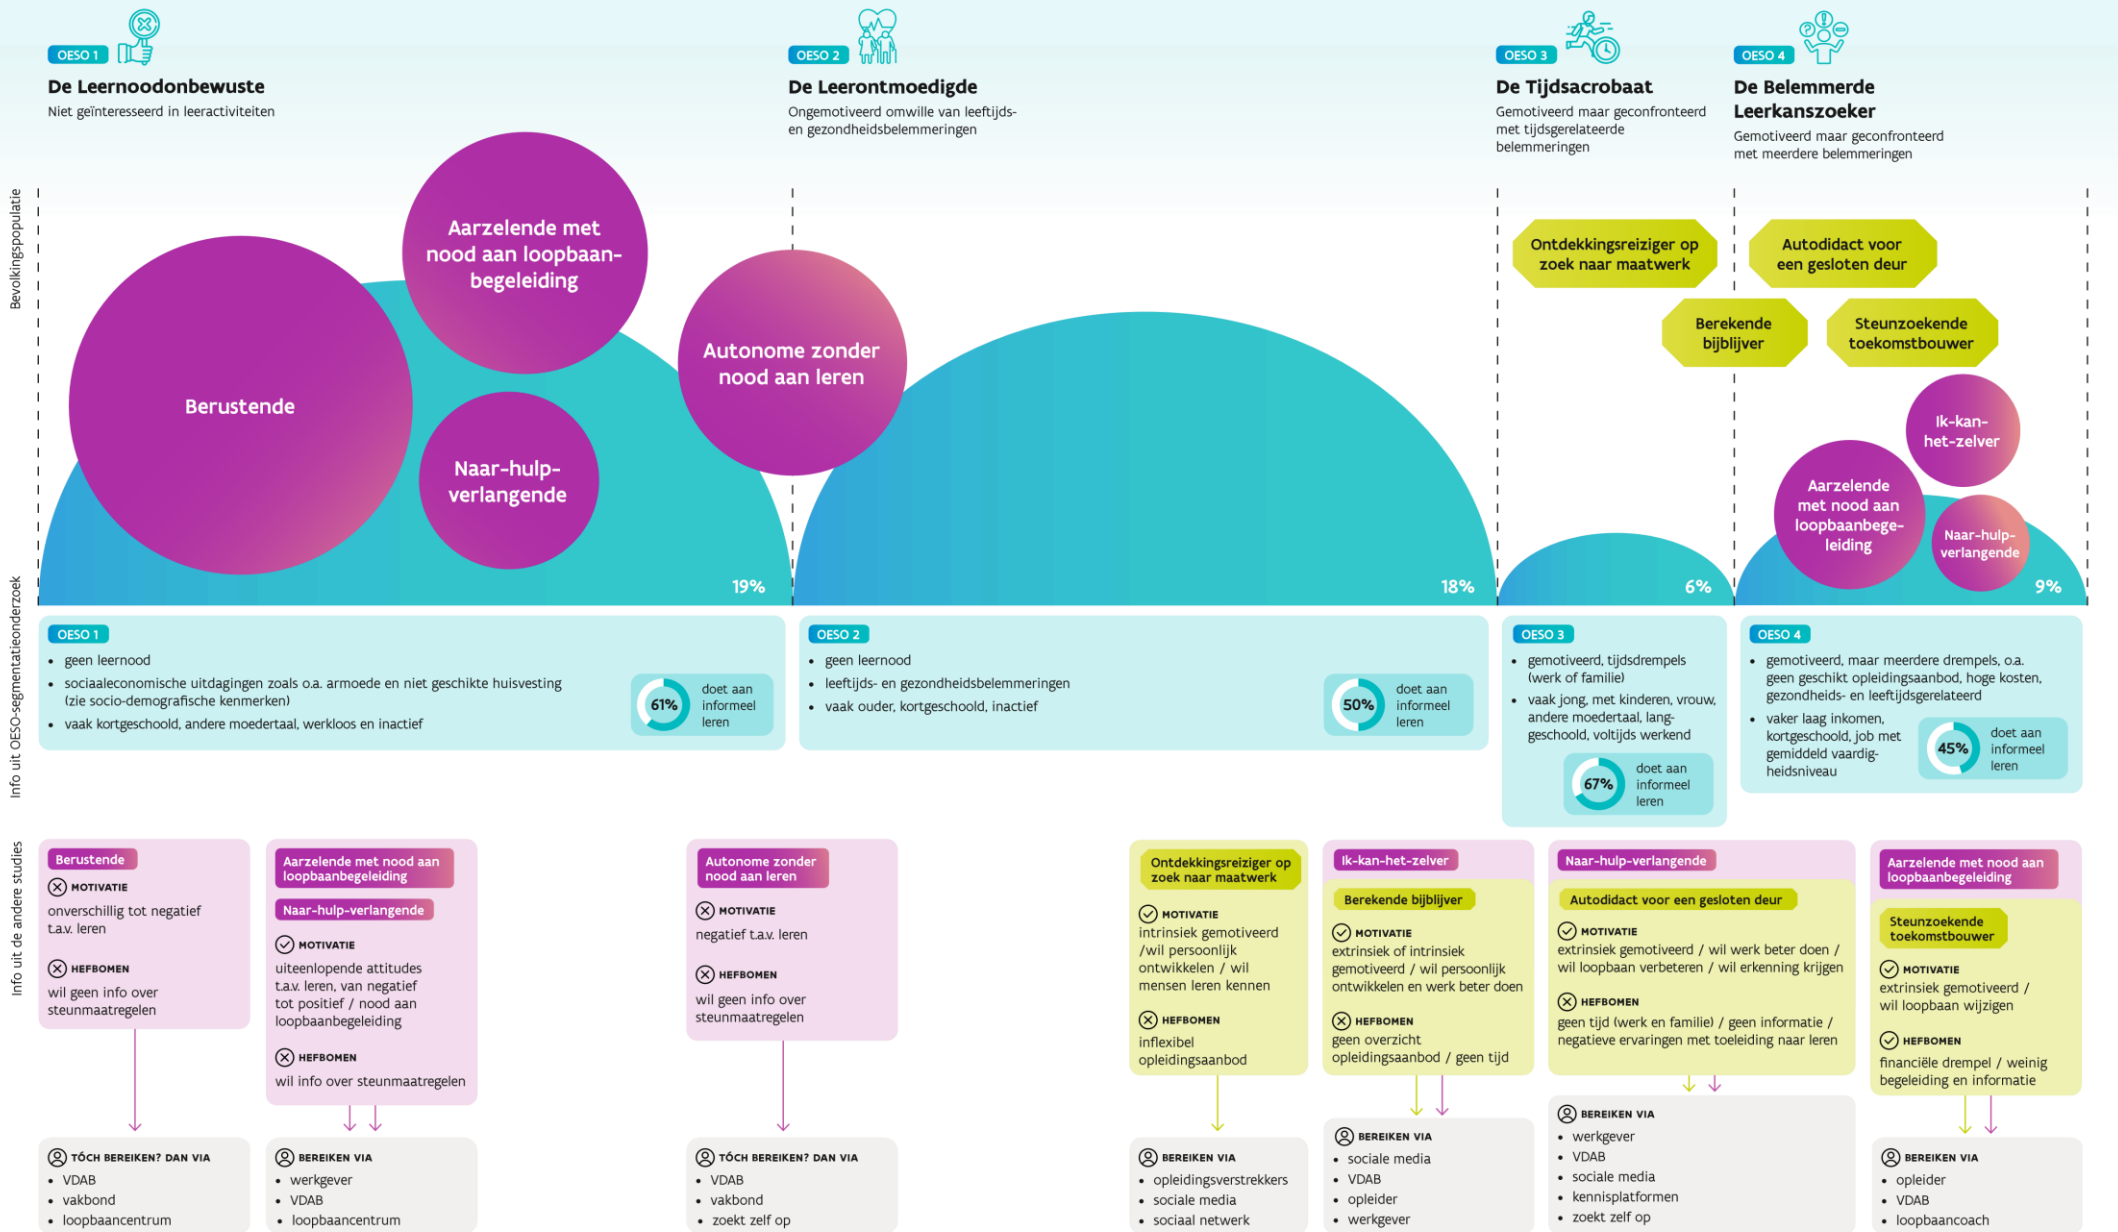 OESO 1
De Leernoodonbewuste
Niet geïnteresseerd in leeractiviteiten
OESO 2
De Leerontmoedigde
Ongemotiveerd omwille van leeftijds-
en gezondheidsbelemmeringen
OESO 3
De Tijdsacrobaat
Gemotiveerd maar geconfronteerd
met tijdsgerelateerde
belemmeringen
OESO 4
De Belemmerde
Leerkanszoeker
Gemotiveerd maar geconfronteerd
met meerdere belemmeringen
Bevolkingspopulatie
Berustende
Aarzelende met
nood aan loopbaan-
begeleiding
Naar-hulp-
verlangende
Autonome zonder
nood aan leren
Ontdekkingsreiziger op
zoek naar maatwerk
Autodidact voor
een gesloten deur
Berekende
bijblijver
Steunzoekende
toekomstbouwer
Ik-kan-
het-zelver
Aarzelende
met nood aan
loopbaanbege-
leiding
Naar-hulp-
verlangende
19%
18%
6%
9%
Info uit OESO-segmentatieonderzoek
OESO 1
• geen leernood
• sociaaleconomische uitdagingen zoals o.a. armoede en niet geschikte huisvesting
(zie socio-demografische kenmerken)
• vaak kortgeschoold, andere moedertaal, werkloos en inactief
61%
doet aan
informeel
leren
OESO 2
• geen leernood
• leeftijds- en gezondheidsbelemmeringen
• vaak ouder, kortgeschoold, inactief
50%
doet aan
informeel
leren
OESO 3
• gemotiveerd, tijdsdrempels
(werk of familie)
• vaak jong, met kinderen, vrouw,
andere moedertaal, lang-
geschoold, voltijds werkend
67%
doet aan
informeel
leren
OESO 4
• gemotiveerd, maar meerdere drempels, o.a.
geen geschikt opleidingsaanbod, hoge kosten,
gezondheids- en leeftijdsgerelateerd
• vaker laag inkomen,
kortgeschoold, job met
gemiddeld vaardig-
heidsniveau
45%
doet aan
informeel
leren
Info uit de andere studies
Berustende
MOTIVATIE
onverschillig tot negatief
t.a.v. leren
HEFBOMEN
wil geen info over
steunmaatregelen
TÓCH BEREIKEN? DAN VIA
• VDAB
• vakbond
• loopbaancentrum
Aarzelende met nood aan
loopbaanbegeleiding
Naar-hulp-verlangende
MOTIVATIE
uiteenlopende attitudes
t.a.v. leren, van negatief
tot positief / nood aan
loopbaanbegeleiding
HEFBOMEN
wil info over steunmaatregelen
BEREIKEN VIA
• werkgever
• VDAB
• loopbaancentrum
Autonome zonder
nood aan leren
MOTIVATIE
negatief t.a.v. leren
HEFBOMEN
wil geen info over
steunmaatregelen
TÓCH BEREIKEN? DAN VIA
• VDAB
• vakbond
• zoekt zelf op
Ontdekkingsreiziger op
zoek naar maatwerk
MOTIVATIE
intrinsiek gemotiveerd
/wil persoonlijk
ontwikkelen / wil
mensen leren kennen
HEFBOMEN
inflexibel
opleidingsaanbod
BEREIKEN VIA
• opleidingsverstrekkers
• sociale media
• sociaal netwerk
Ik-kan-het-zelver
Berekende bijblijver
MOTIVATIE
extrinsiek of intrinsiek
gemotiveerd / wil persoonlijk
ontwikkelen en werk beter doen
HEFBOMEN
geen overzicht
opleidingsaanbod / geen tijd
BEREIKEN VIA
• sociale media
• VDAB
• opleider
• werkgever
Naar-hulp-verlangende
Autodidact voor een gesloten deur
MOTIVATIE
extrinsiek gemotiveerd / wil werk beter doen /
wil loopbaan verbeteren / wil erkenning krijgen
HEFBOMEN
geen tijd (werk en familie) / geen informatie /
negatieve ervaringen met toeleiding naar leren
BEREIKEN VIA
• werkgever
• VDAB
• sociale media
• kennisplatformen
• zoekt zelf op
Aarzelende met nood aan
loopbaanbegeleiding
Steunzoekende
toekomstbouwer
MOTIVATIE
extrinsiek gemotiveerd /
wil loopbaan wijzigen
HEFBOMEN
financiële drempel / weinig
begeleiding en informatie
BEREIKEN VIA
• opleider
• VDAB
• loopbaancoach